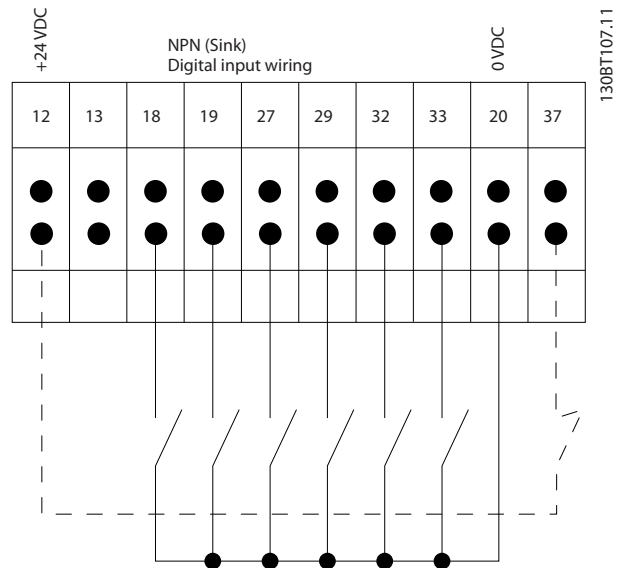 +24 VDC
NPN (Sink)
Digital input wiring
0 VDC
130BT107.11
12 13 18 19 27 29 32 33 20 37